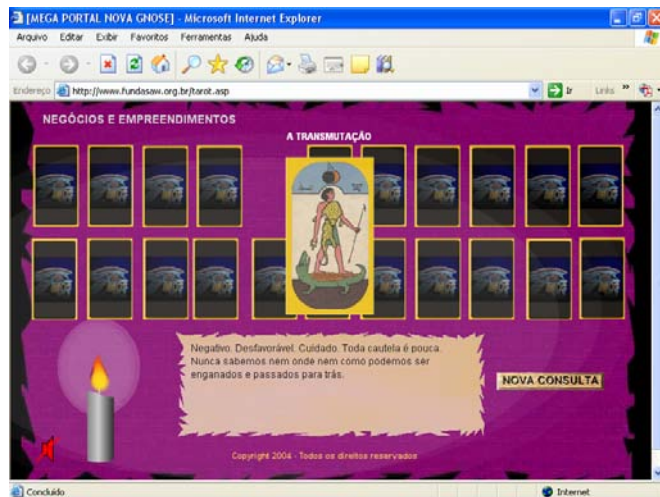 [MEGA PORTAL NOVA GNOSE] - Microsoft Internet Explorer
Arquivo Editar Exibir Favoritos Ferramentas Ajuda
Endereço http://www.fundasaw.org.br/tarot.asp Ir Links »
NEGÓCIOS E EMPREENDIMENTOS
A TRANSMUTAÇÃO
Negativo. Desfavorável. Cuidado. Toda cautela é pouca.
Nunca sabemos nem onde nem como podemos ser
enganados e passados para trás.
NOVA CONSULTA
Copyright 2004 - Todos os direitos reservados
Concluído Internet